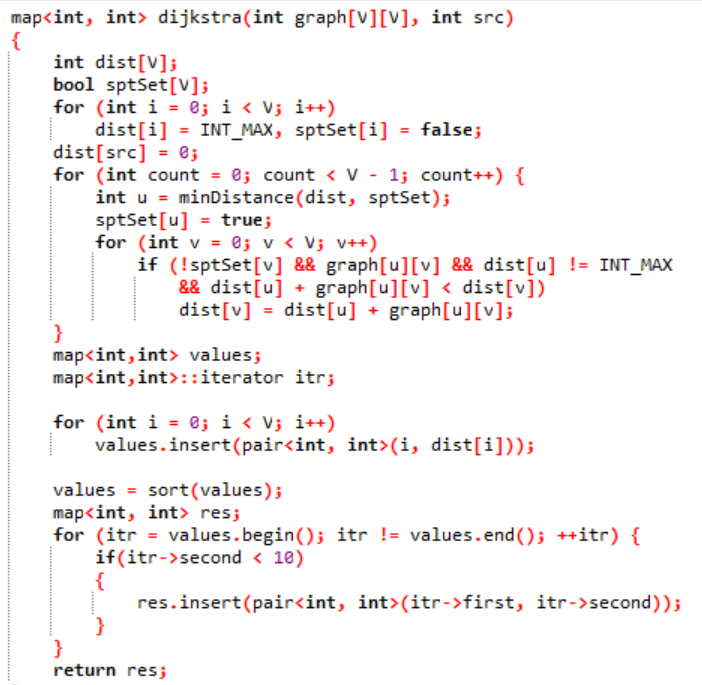 map<int, int> dijkstra(int graph[V][V], int src)
{
    int dist[V];
    bool sptSet[V];
    for (int i = 0; i < V; i++)
        dist[i] = INT_MAX, sptSet[i] = false;
    dist[src] = 0;
    for (int count = 0; count < V - 1; count++) {
        int u = minDistance(dist, sptSet);
        sptSet[u] = true;
        for (int v = 0; v < V; v++)
            if (!sptSet[v] && graph[u][v] && dist[u] != INT_MAX
                && dist[u] + graph[u][v] < dist[v])
                dist[v] = dist[u] + graph[u][v];
    }
    map<int,int> values;
    map<int,int>::iterator itr;

    for (int i = 0; i < V; i++)
        values.insert(pair<int, int>(i, dist[i]));

    values = sort(values);
    map<int, int> res;
    for (itr = values.begin(); itr != values.end(); ++itr) {
        if(itr->second < 10)
        {
            res.insert(pair<int, int>(itr->first, itr->second));
        }
    }
    return res;